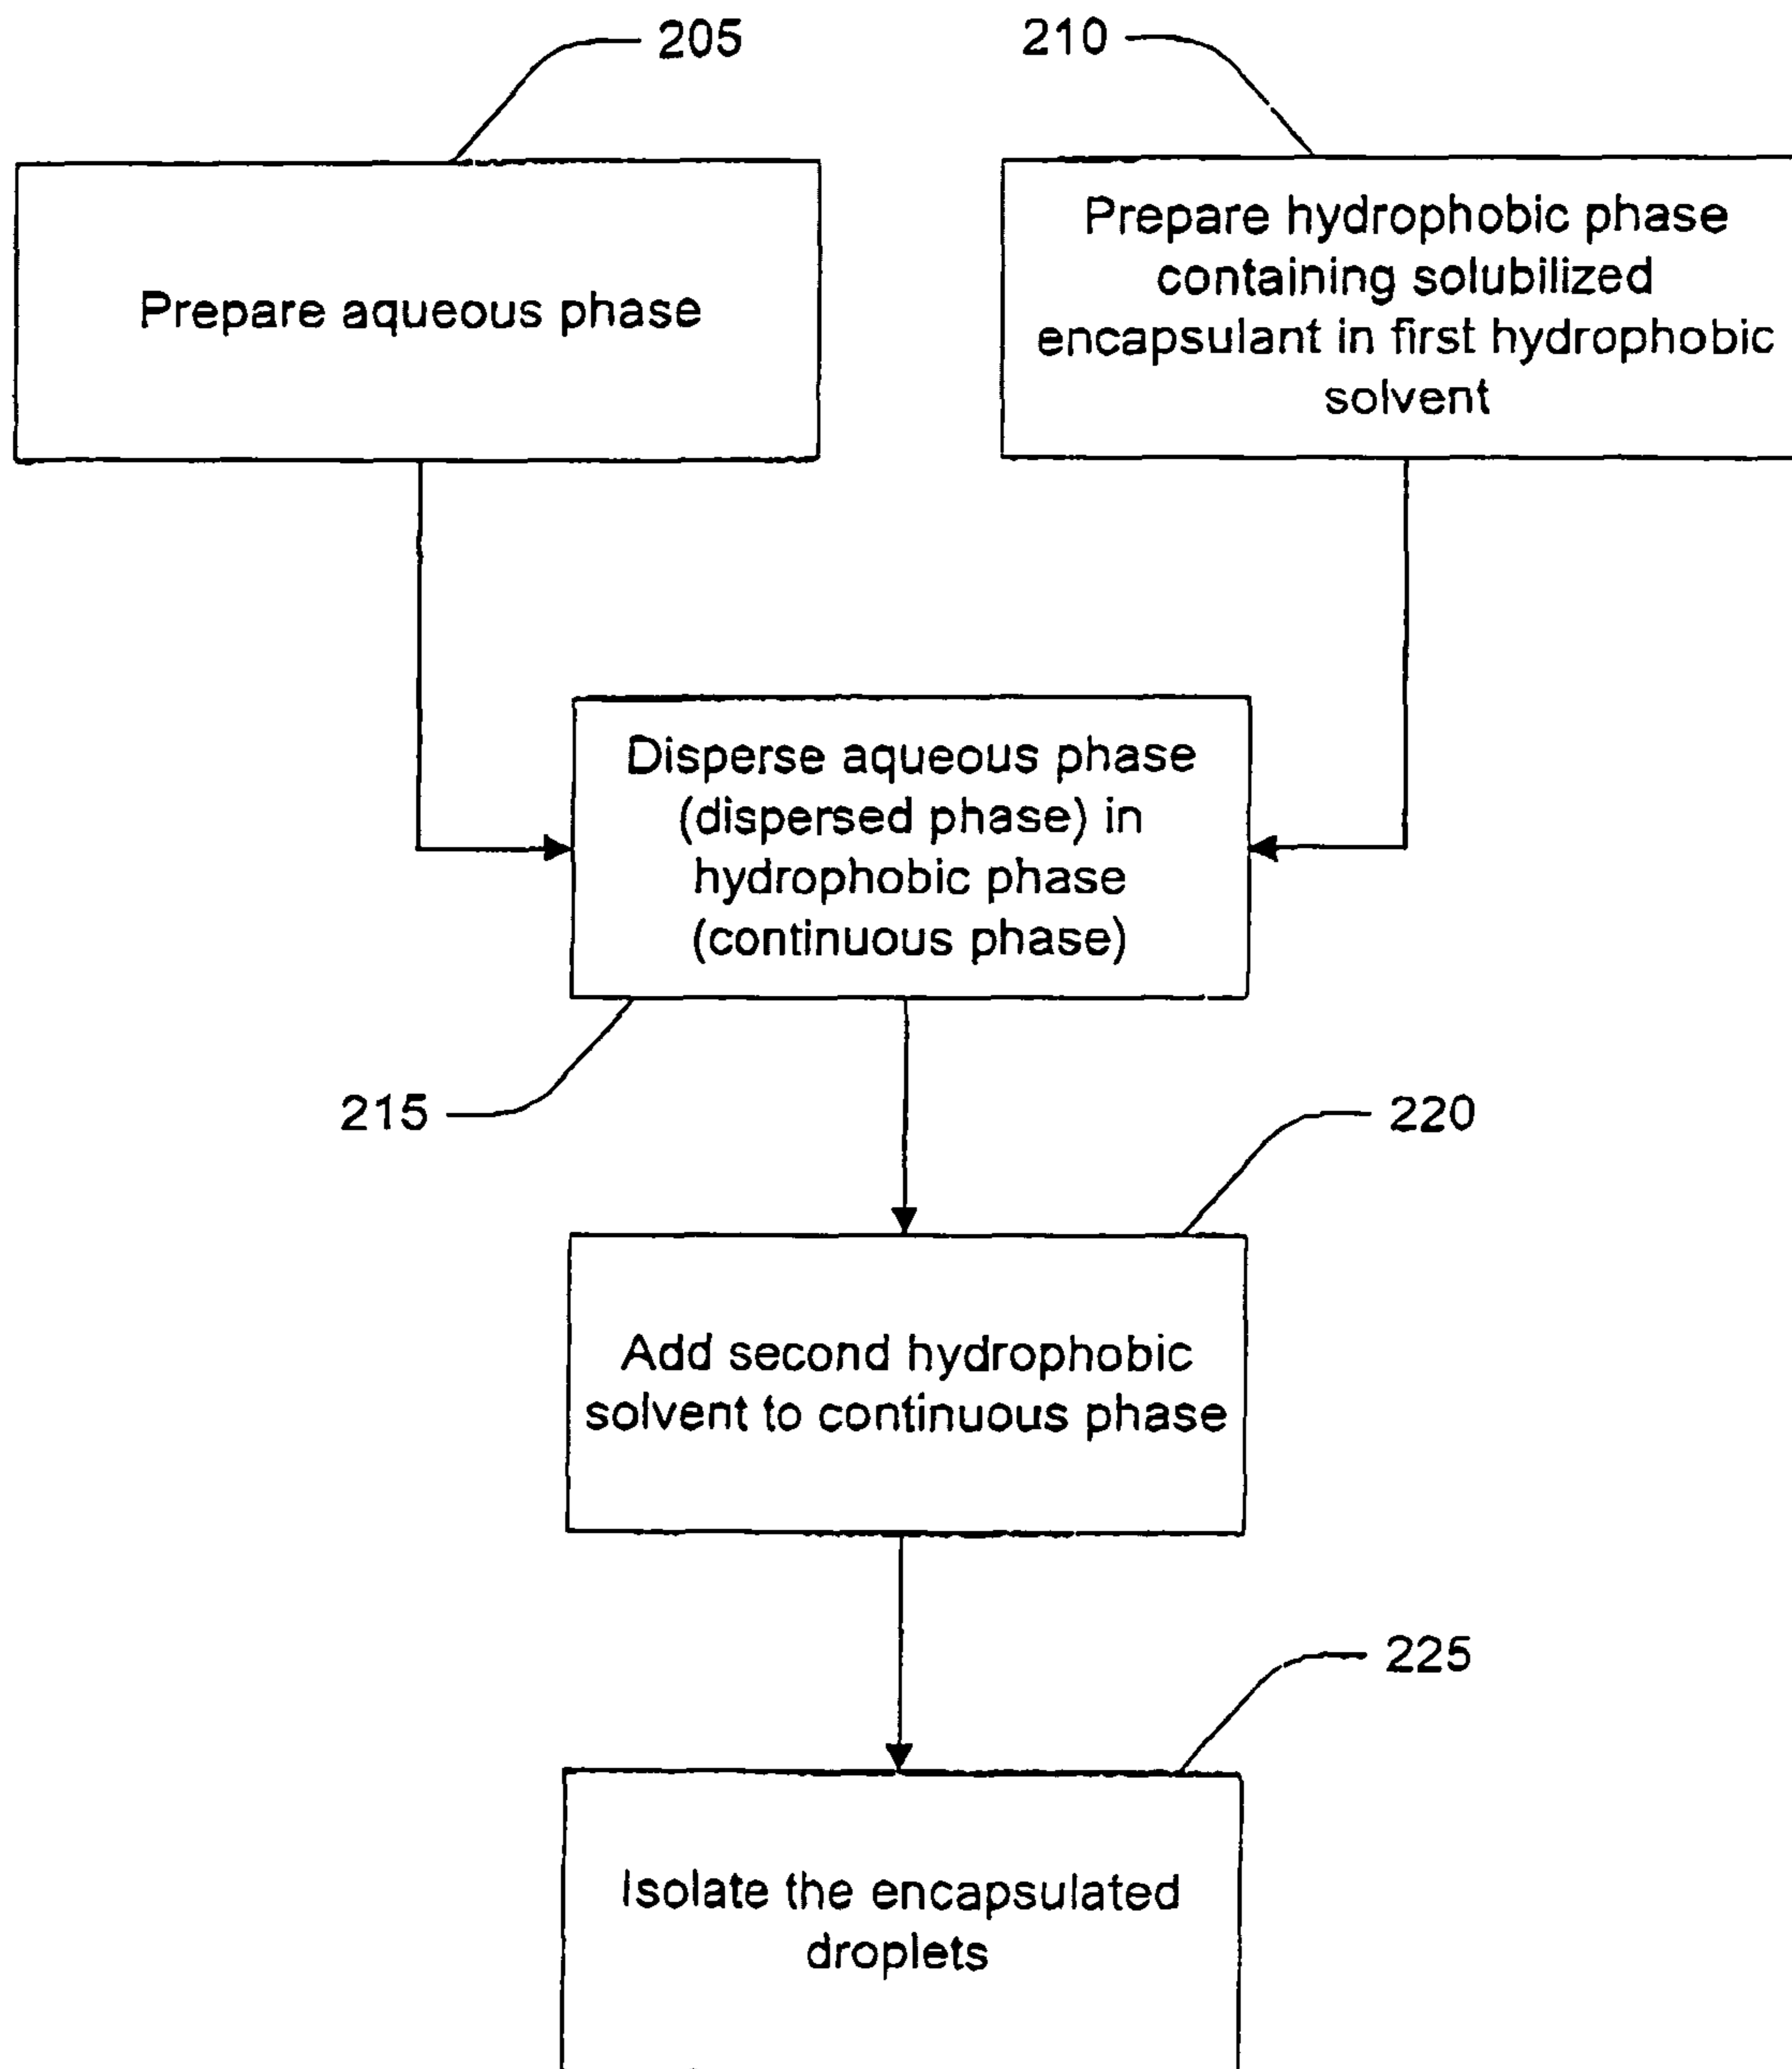 205
210
Prepare aqueous phase
Prepare hydrophobic phase
containing solubilized
encapsulant in first hydrophobic
solvent
Disperse aqueous phase
(dispersed phase) in
hydrophobic phase
(continuous phase)
215
220
Add second hydrophobic
solvent to continuous phase
225
Isolate the encapsulated
droplets